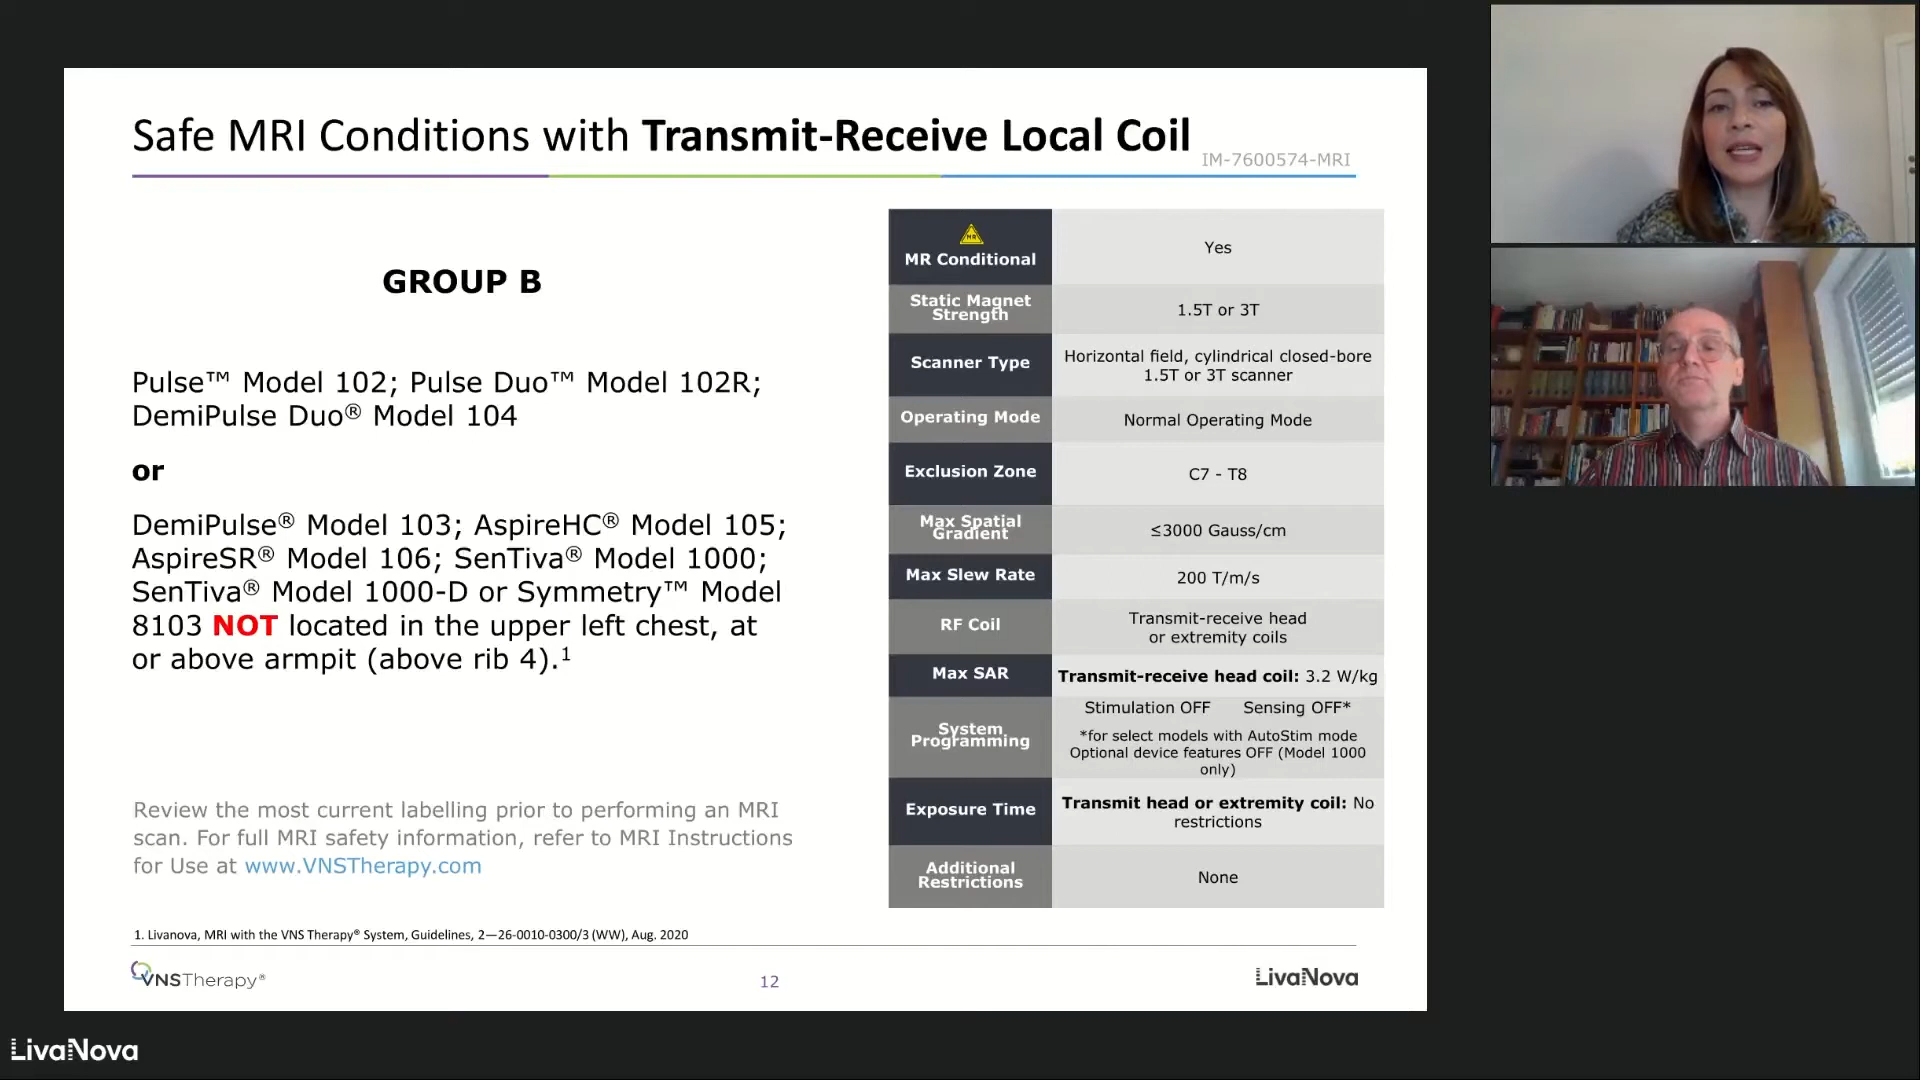 Safe MRI Conditions with Transmit-Receive Local Coil
IM-7600574-MRI
GROUP B
Pulse™ Model 102; Pulse Duo™ Model 102R;
DemiPulse Duo® Model 104
or
DemiPulse® Model 103; AspireHC® Model 105;
AspireSR® Model 106; SenTiva® Model 1000;
SenTiva® Model 1000-D or Symmetry™ Model
8103 NOT located in the upper left chest, at
or above armpit (above rib 4).¹
Review the most current labelling prior to performing an MRI
scan. For full MRI safety information, refer to MRI Instructions
for Use at www.VNSTherapy.com
MR
MR Conditional
Yes
Static Magnet
Strength
1.5T or 3T
Scanner Type
Horizontal field, cylindrical closed-bore
1.5T or 3T scanner
Operating Mode
Normal Operating Mode
Exclusion Zone
C7 - T8
Max Spatial
Gradient
≤3000 Gauss/cm
Max Slew Rate
200 T/m/s
RF Coil
Transmit-receive head
or extremity coils
Max SAR
Transmit-receive head coil: 3.2 W/kg
System
Programming
Stimulation OFF Sensing OFF*
*for select models with AutoStim mode
Optional device features OFF (Model 1000
only)
Exposure Time
Transmit head or extremity coil: No
restrictions
Additional
Restrictions
None
1. Livanova, MRI with the VNS Therapy® System, Guidelines, 2—26-0010-0300/3 (WW), Aug. 2020
VNSTherapy®
12
LivaNova
LivaNova